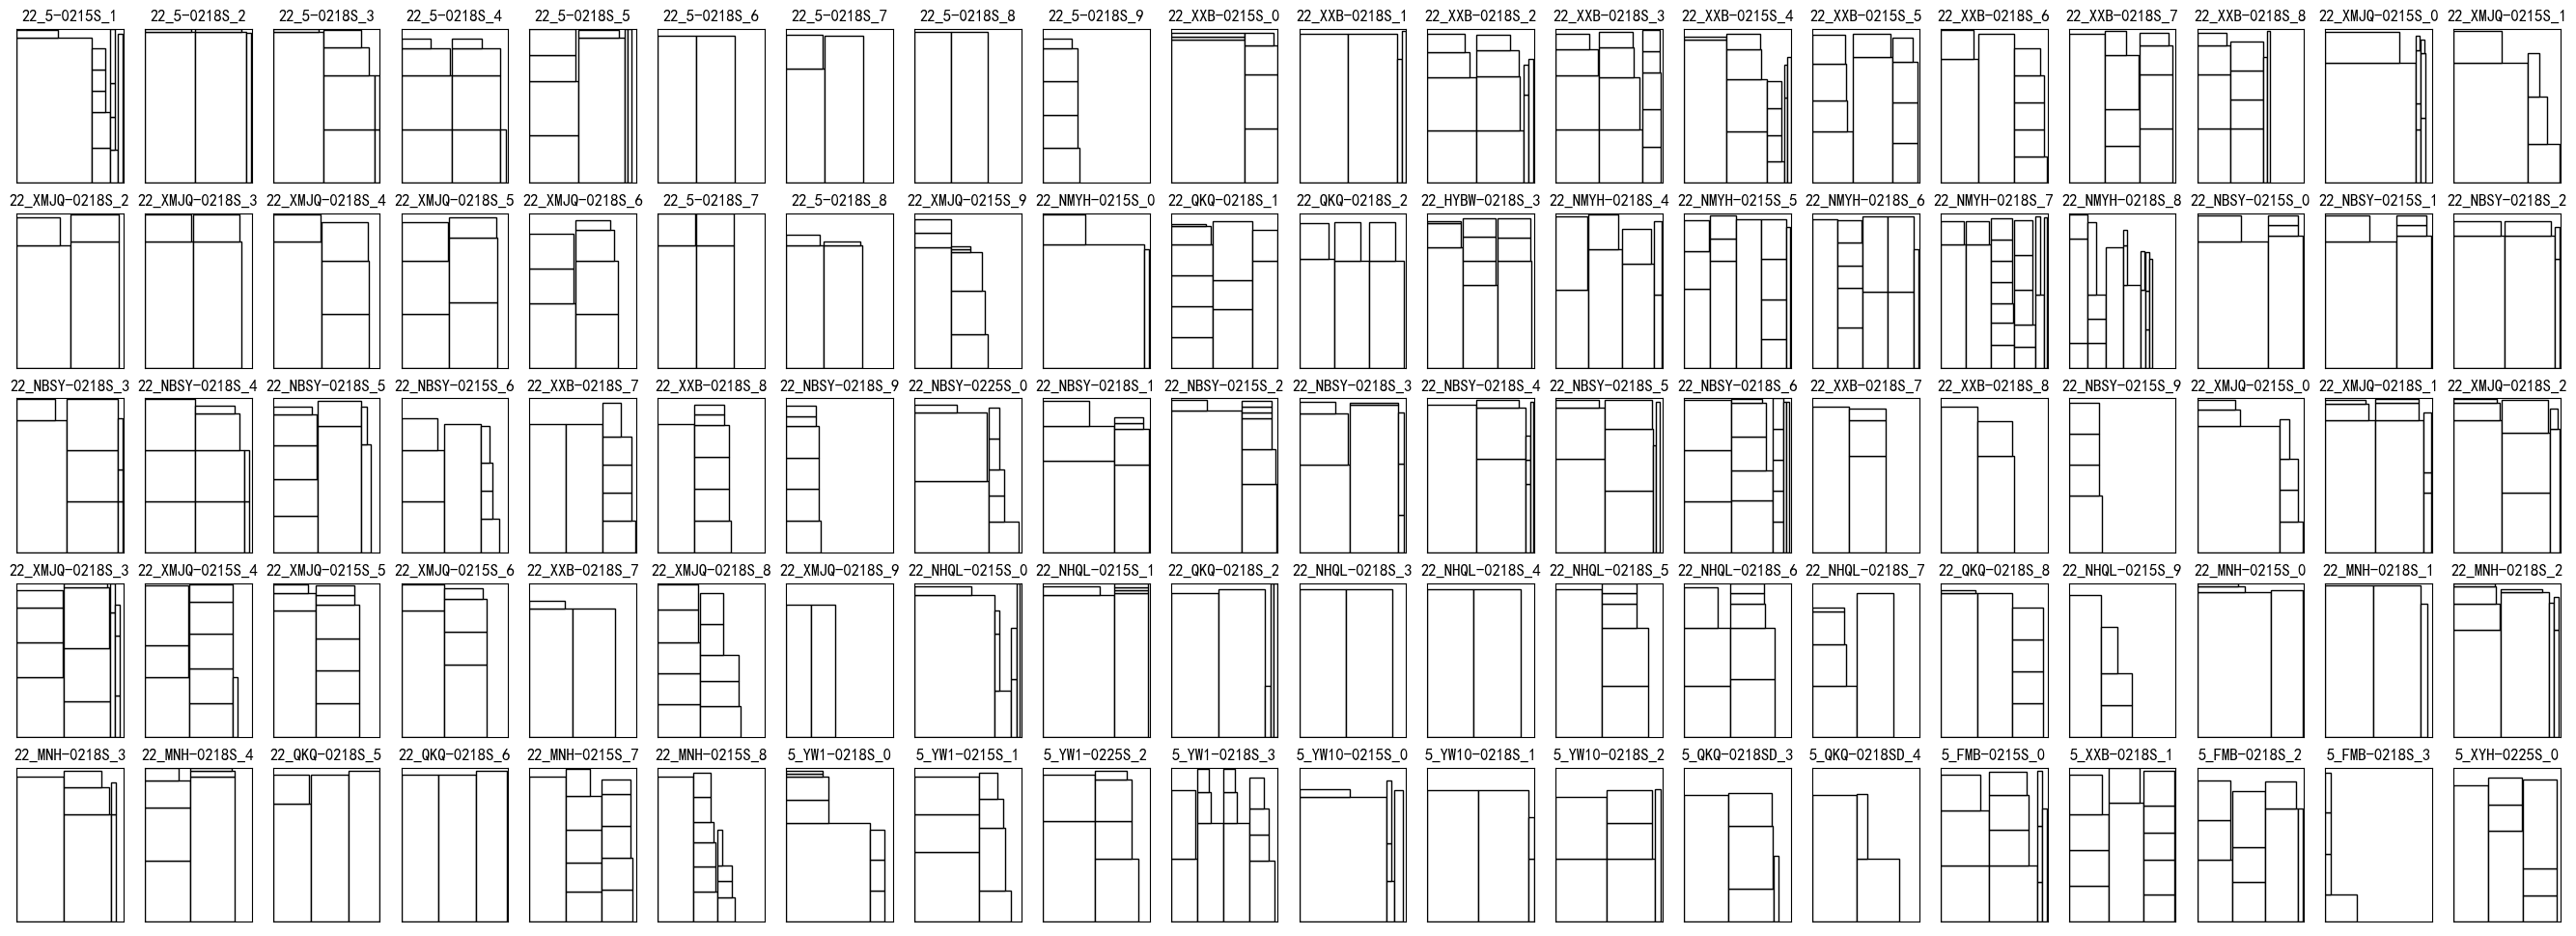 22_5-0215S_1 22_5-0218S_2 22_5-0218S_3 22_5-0218S_4 22_5-0218S_5 22_5-0218S_6 22_5-0218S_7 22_5-0218S_8 22_5-0218S_9 22_XXB-0215S_0 22_XXB-0218S_1 22_XXB-0218S_2 22_XXB-0218S_3 22_XXB-0215S_4 22_XXB-0215S_5 22_XXB-0218S_6 22_XXB-0218S_7 22_XXB-0218S_8 22_XMJQ-0215S_0 22_XMJQ-0215S_1
22_XMJQ-0218S_2 22_XMJQ-0218S_3 22_XMJQ-0218S_4 22_XMJQ-0218S_5 22_XMJQ-0218S_6 22_5-0218S_7 22_5-0218S_8 22_XMJQ-0215S_9 22_NMYH-0215S_0 22_QKQ-0218S_1 22_QKQ-0218S_2 22_HYBW-0218S_3 22_NMYH-0218S_4 22_NMYH-0215S_5 22_NMYH-0218S_6 22_NMYH-0218S_7 22_NMYH-0218S_8 22_NBSY-0215S_0 22_NBSY-0215S_1 22_NBSY-0218S_2
22_NBSY-0218S_3 22_NBSY-0218S_4 22_NBSY-0218S_5 22_NBSY-0215S_6 22_XXB-0218S_7 22_XXB-0218S_8 22_NBSY-0218S_9 22_NBSY-0225S_0 22_NBSY-0218S_1 22_NBSY-0215S_2 22_NBSY-0218S_3 22_NBSY-0218S_4 22_NBSY-0218S_5 22_NBSY-0218S_6 22_XXB-0218S_7 22_XXB-0218S_8 22_NBSY-0215S_9 22_XMJQ-0215S_0 22_XMJQ-0218S_1 22_XMJQ-0218S_2
22_XMJQ-0218S_3 22_XMJQ-0215S_4 22_XMJQ-0215S_5 22_XMJQ-0215S_6 22_XXB-0218S_7 22_XMJQ-0218S_8 22_XMJQ-0218S_9 22_NHQL-0215S_0 22_NHQL-0215S_1 22_QKQ-0218S_2 22_NHQL-0218S_3 22_NHQL-0218S_4 22_NHQL-0218S_5 22_NHQL-0218S_6 22_NHQL-0218S_7 22_QKQ-0218S_8 22_NHQL-0215S_9 22_MNH-0215S_0 22_MNH-0218S_1 22_MNH-0218S_2
22_MNH-0218S_3 22_MNH-0218S_4 22_QKQ-0218S_5 22_QKQ-0218S_6 22_MNH-0215S_7 22_MNH-0215S_8 5_YW1-0218S_0 5_YW1-0215S_1 5_YW1-0225S_2 5_YW1-0218S_3 5_YW10-0215S_0 5_YW10-0218S_1 5_YW10-0218S_2 5_QKQ-0218SD_3 5_QKQ-0218SD_4 5_FMB-0215S_0 5_XXB-0218S_1 5_FMB-0218S_2 5_FMB-0218S_3 5_XYH-0225S_0